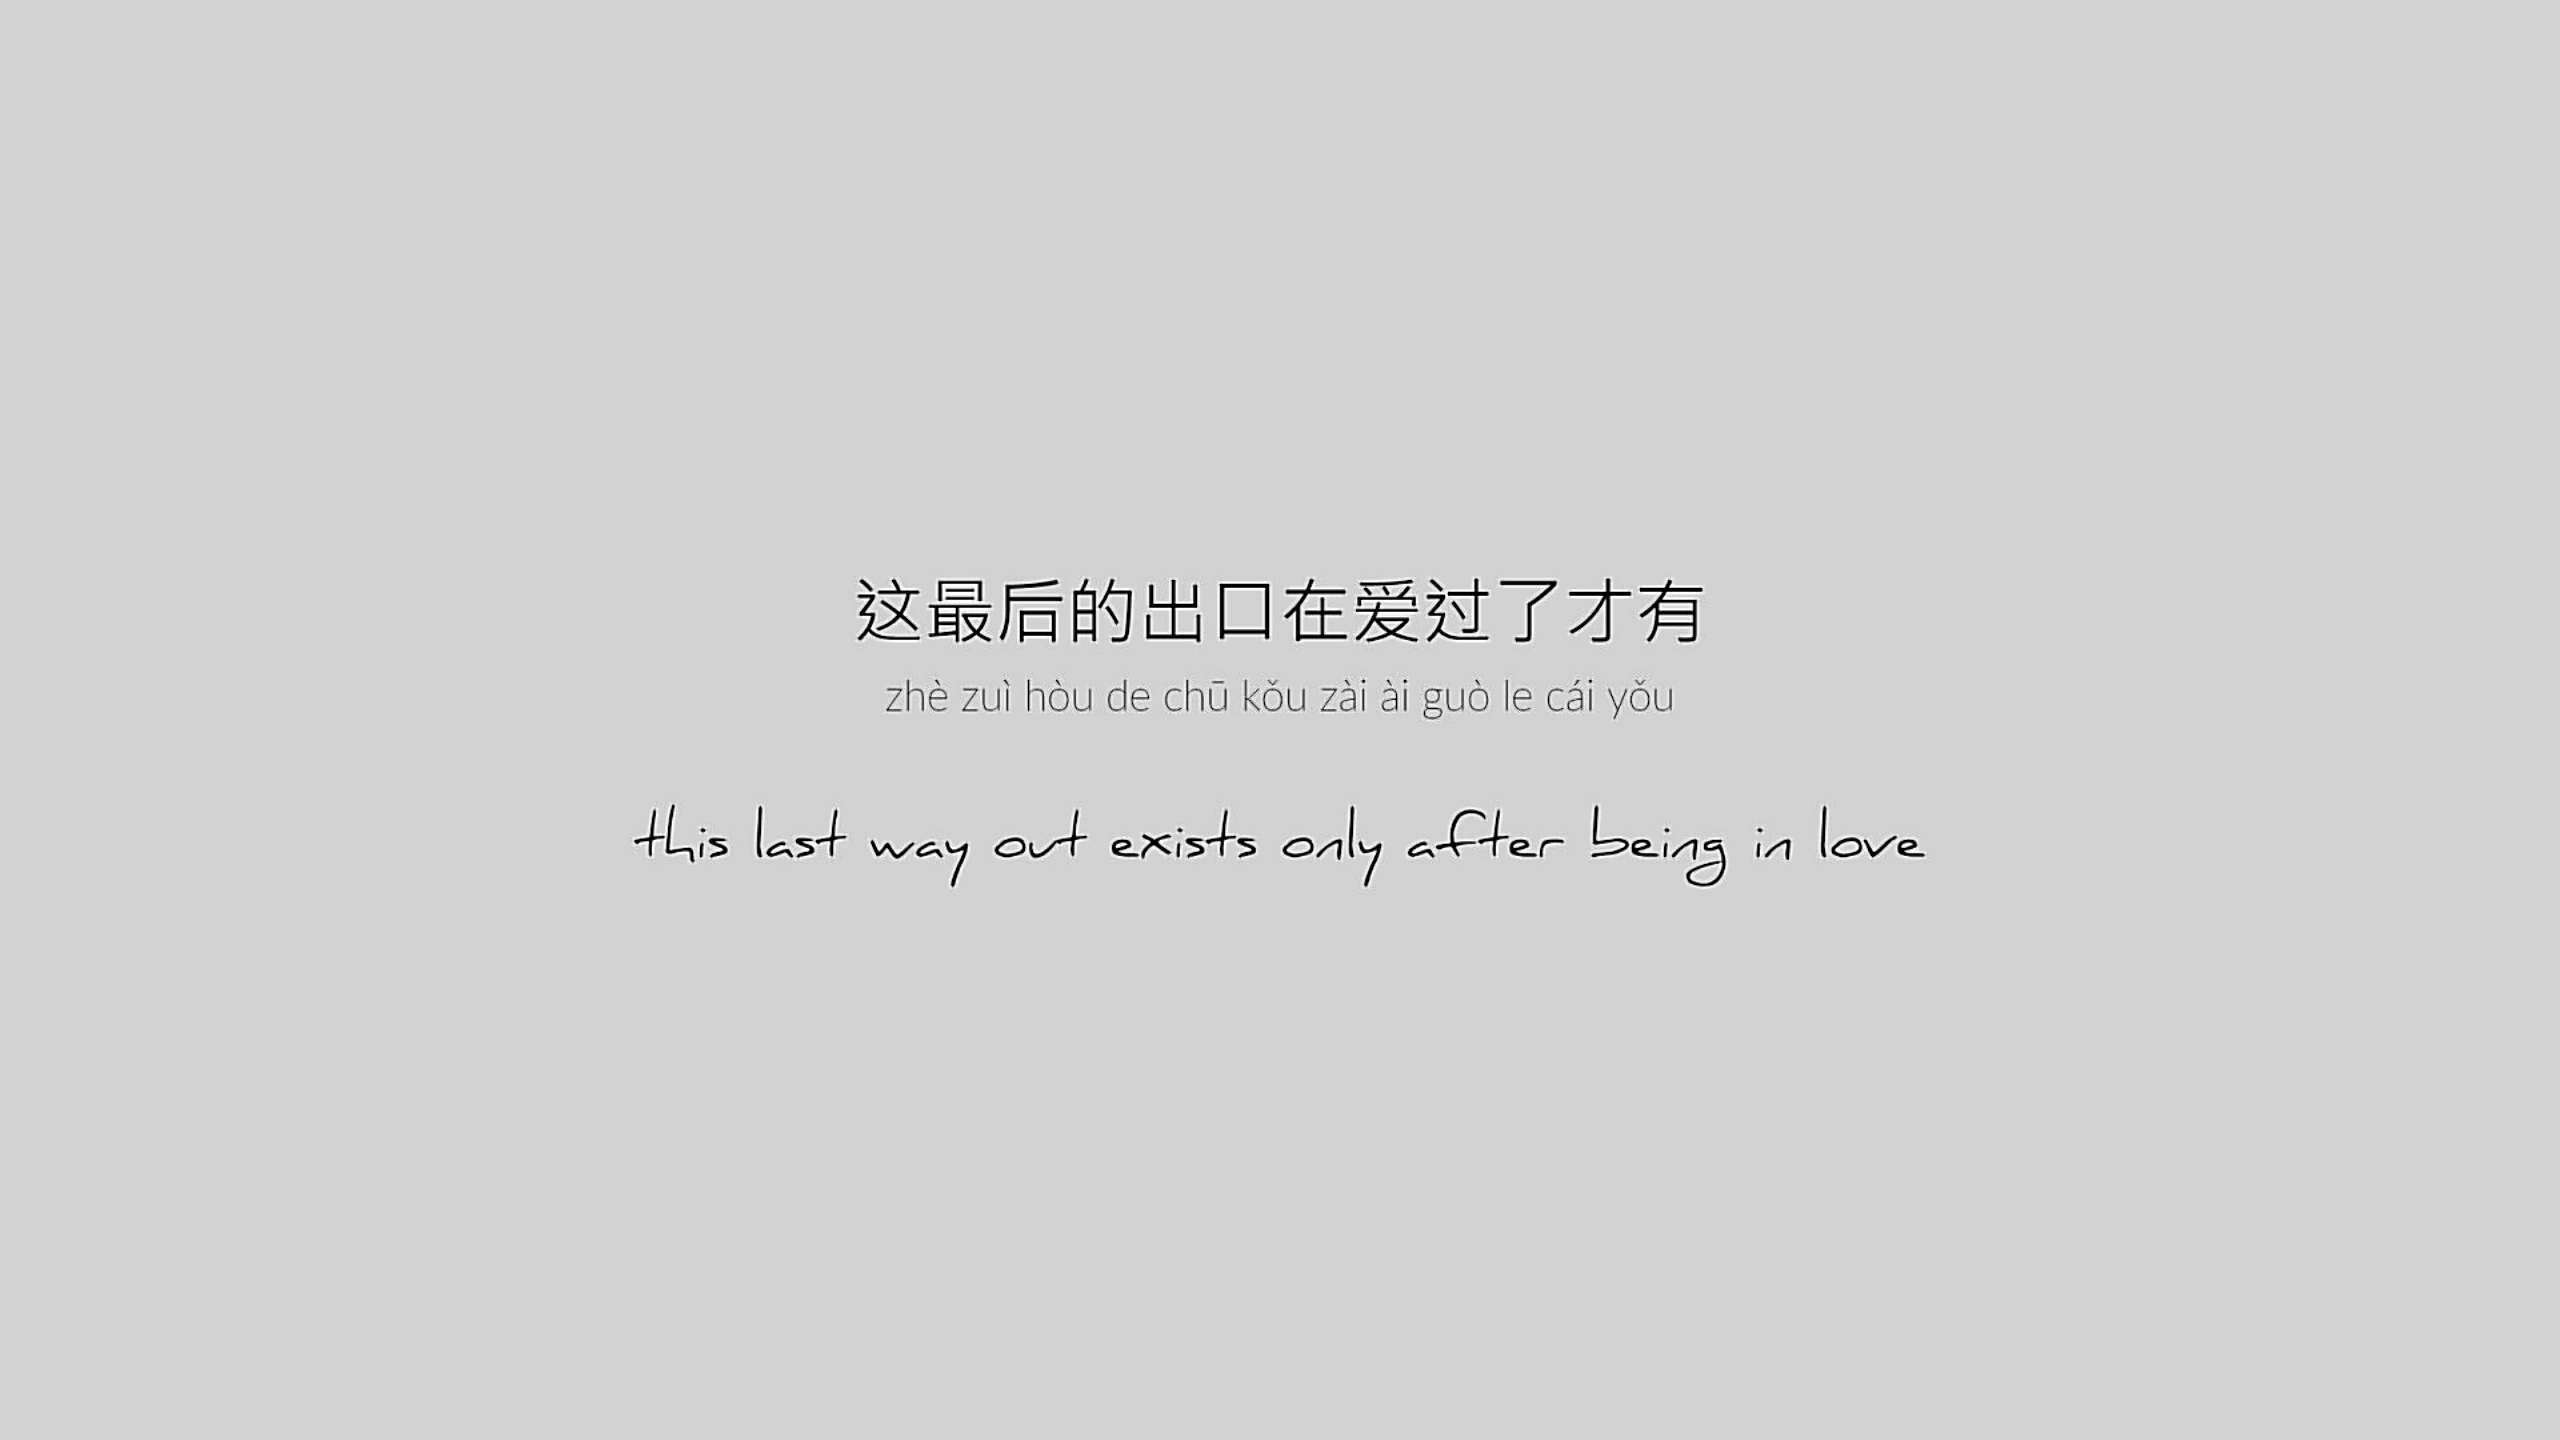 这最后的出口在爱过了才有
zhè zuì hòu de chū kǒu zài ài guò le cái yǒu
this last way out exists only after being in love